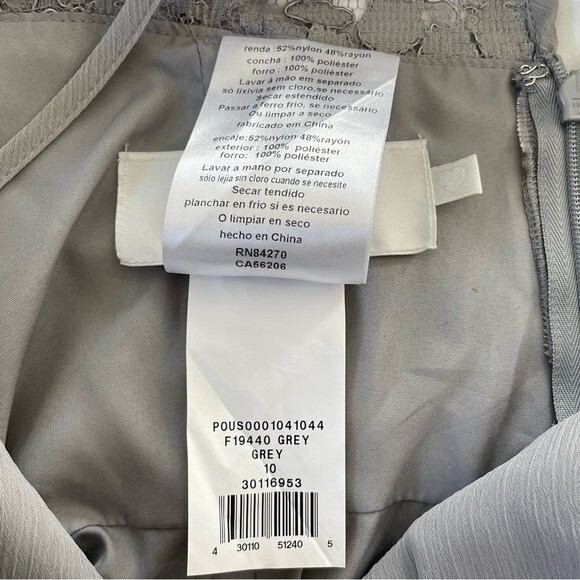 renda : 52%nylon 48%rayon
concha : 100% poliéster
forro : 100% poliéster
Lavar à mão em separado
só lixivia sem cloro, se necessário
Secar estendido
Passar a ferro frio, se necessário
Ou limpar a seco
fabricado em China
encaje:52%nylon 48%rayón
exterior : 100% poliéster
forro: 100% poliéster
Lavar a mano por separado
sólo lejia sin cloro cuando se necesite
Secar tendido
planchar en frio si es necesario
O limpiar en seco
hecho en China
RN84270
CA56206
POUS0001041044
F19440 GREY
GREY
10
30116953
4 30110 51240 5